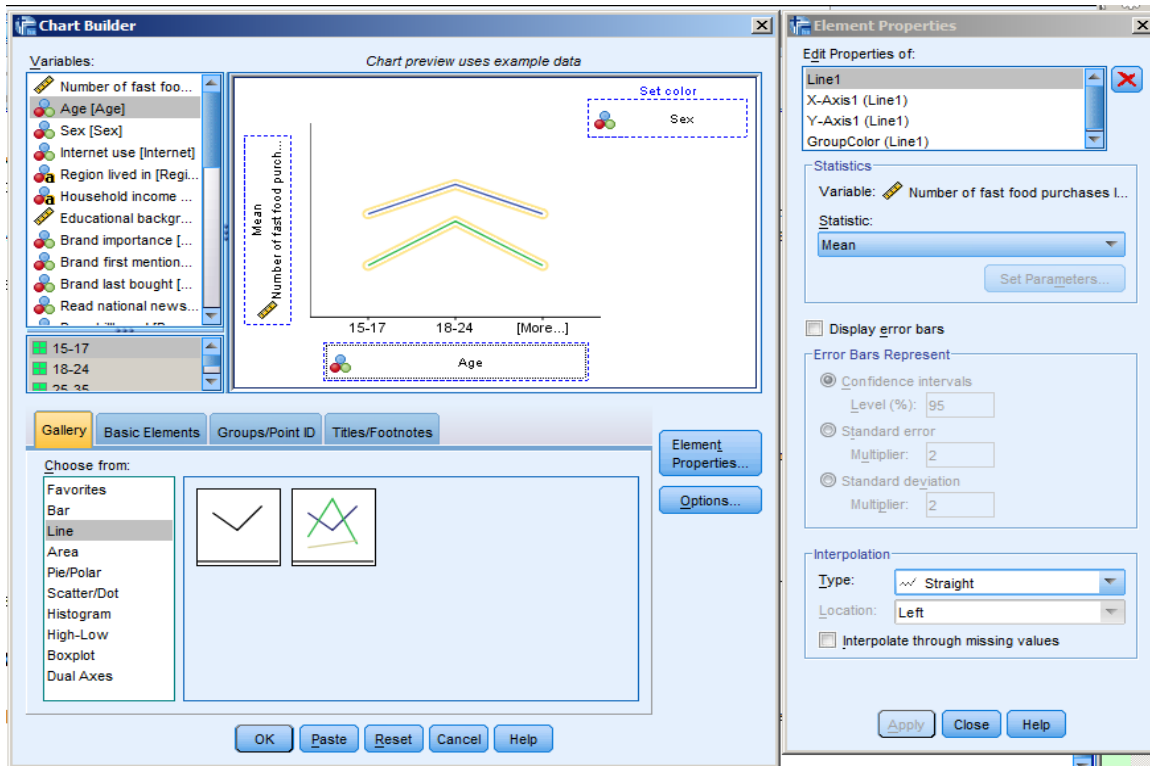 Chart Builder
Variables:
Number of fast foo...
Age [Age]
Sex [Sex]
Internet use [Internet]
Region lived in [Regi...
Household income ...
Educational backgr...
Brand importance [...
Brand first mention...
Brand last bought [...
Read national news...
15-17
18-24
25-35
Chart preview uses example data
Set color
Sex
Mean
Number of fast food purch...
15-17 18-24 [More...]
Age
Gallery Basic Elements Groups/Point ID Titles/Footnotes
Choose from:
Favorites
Bar
Line
Area
Pie/Polar
Scatter/Dot
Histogram
High-Low
Boxplot
Dual Axes
Element
Properties...
Options...
OK Paste Reset Cancel Help
Element Properties
Edit Properties of:
Line1
X-Axis1 (Line1)
Y-Axis1 (Line1)
GroupColor (Line1)
Statistics
Variable: Number of fast food purchases l...
Statistic:
Mean
Set Parameters...
Display error bars
Error Bars Represent
Confidence intervals
Level (%): 95
Standard error
Multiplier: 2
Standard deviation
Multiplier: 2
Interpolation
Type: Straight
Location: Left
Interpolate through missing values
Apply Close Help